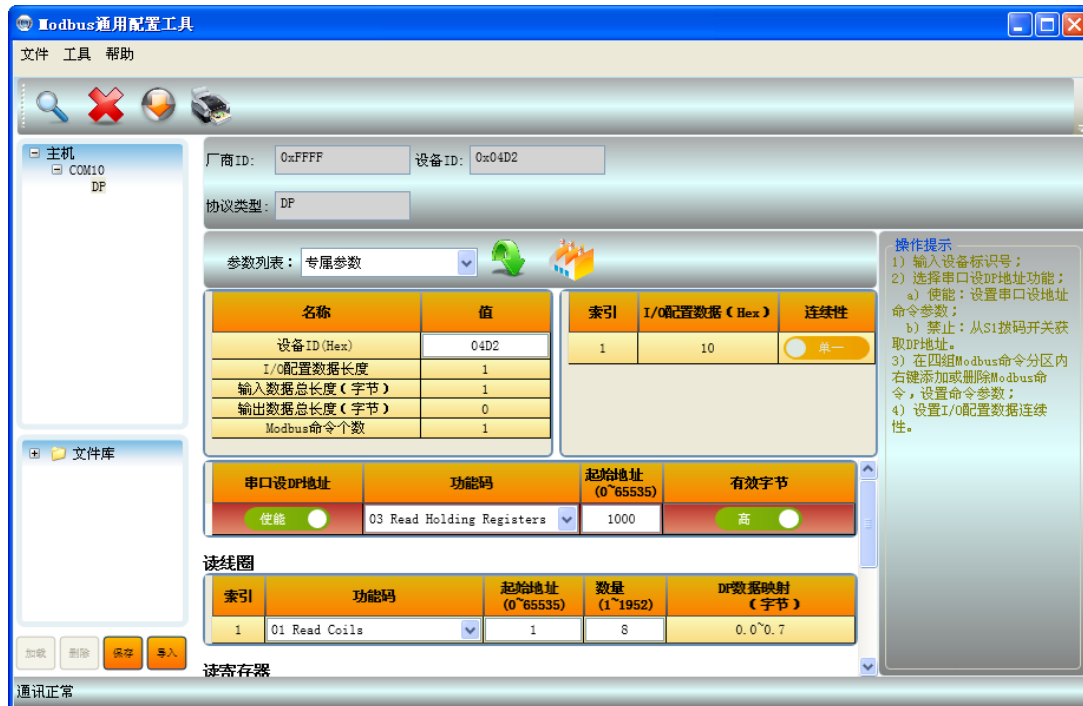 Modbus通用配置工具
文件 工具 帮助
主机
COM10
DP
厂商ID: 0xFFFF 设备ID: 0x04D2
协议类型: DP
参数列表： 专属参数
名称 值
设备ID(Hex) 04D2
I/O配置数据长度 1
输入数据总长度（字节） 1
输出数据总长度（字节） 0
Modbus命令个数 1
索引 I/O配置数据（Hex） 连续性
1 10 单一
操作提示
1) 输入设备标识号；
2) 选择串口设DP地址功能；
a) 使能：设置串口设地址
命令参数；
b) 禁止：从S1拨码开关获
取DP地址。
3) 在四组Modbus命令分区内
右键添加或删除Modbus命
令，设置命令参数；
4) 设置I/O配置数据连续
性。
文件库
串口设DP地址 功能码 起始地址 有效字节
(0~65535)
使能 03 Read Holding Registers 1000 高
读线圈
索引 功能码 起始地址 数量 DP数据映射
(0~65535) (1~1952) （字节）
1 01 Read Coils 1 8 0.0~0.7
读寄存器
加载 删除 保存 导入
通讯正常